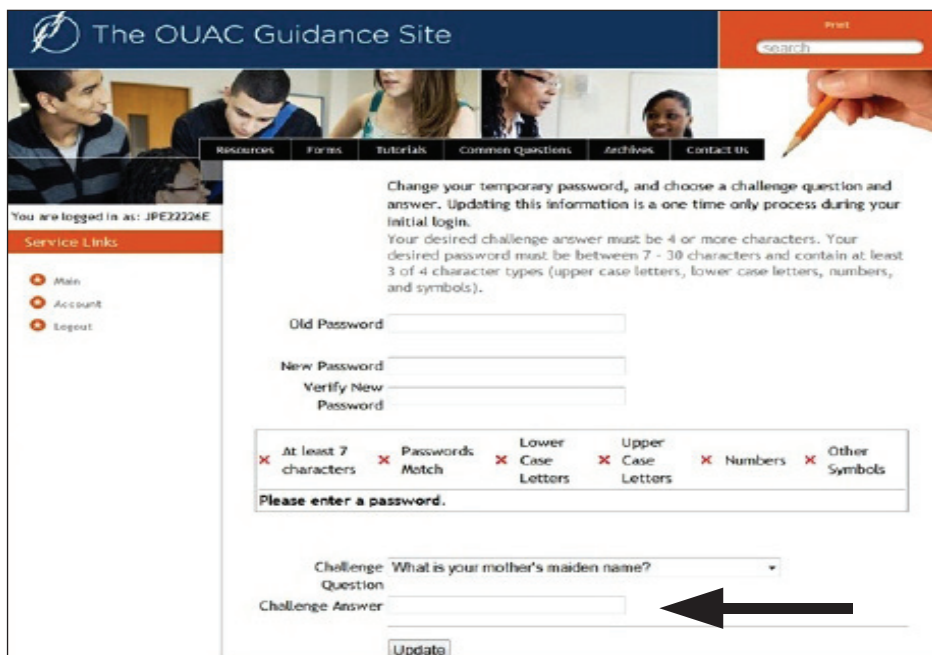 The OUAC Guidance Site
Print
search
Resources Forms Tutorials Common Questions Archives Contact Us
You are logged in as: JPE22226E
Service Links
Main
Account
Logout
Change your temporary password, and choose a challenge question and
answer. Updating this information is a one time only process during your
initial login.
Your desired challenge answer must be 4 or more characters. Your
desired password must be between 7 - 30 characters and contain at least
3 of 4 character types (upper case letters, lower case letters, numbers,
and symbols).
Old Password
New Password
Verify New
Password
At least 7
characters
Passwords
Match
Lower
Case
Letters
Upper
Case
Letters
Numbers
Other
Symbols
Please enter a password.
Challenge
Question
What is your mother's maiden name?
Challenge Answer
Update